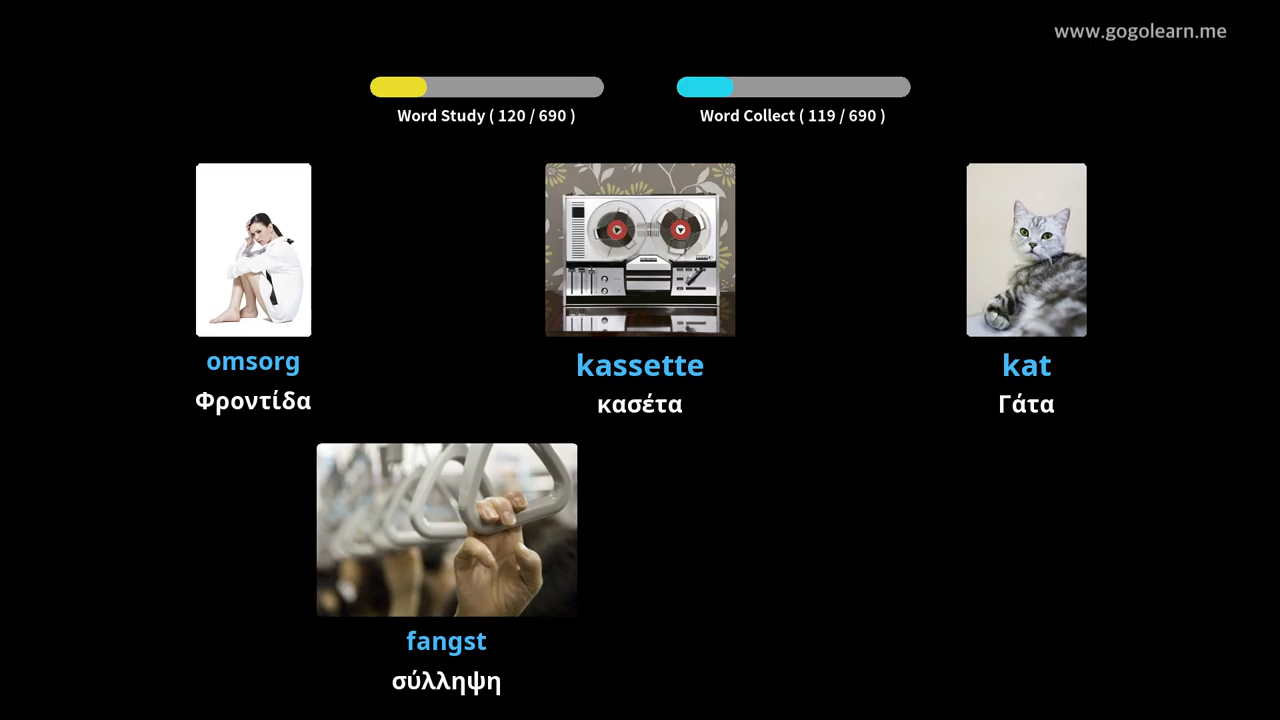 www.gogolearn.me
Word Study ( 120 / 690 )
Word Collect ( 119 / 690 )
omsorg
Φροντίδα
kassette
κασέτα
kat
Γάτα
fangst
σύλληψη